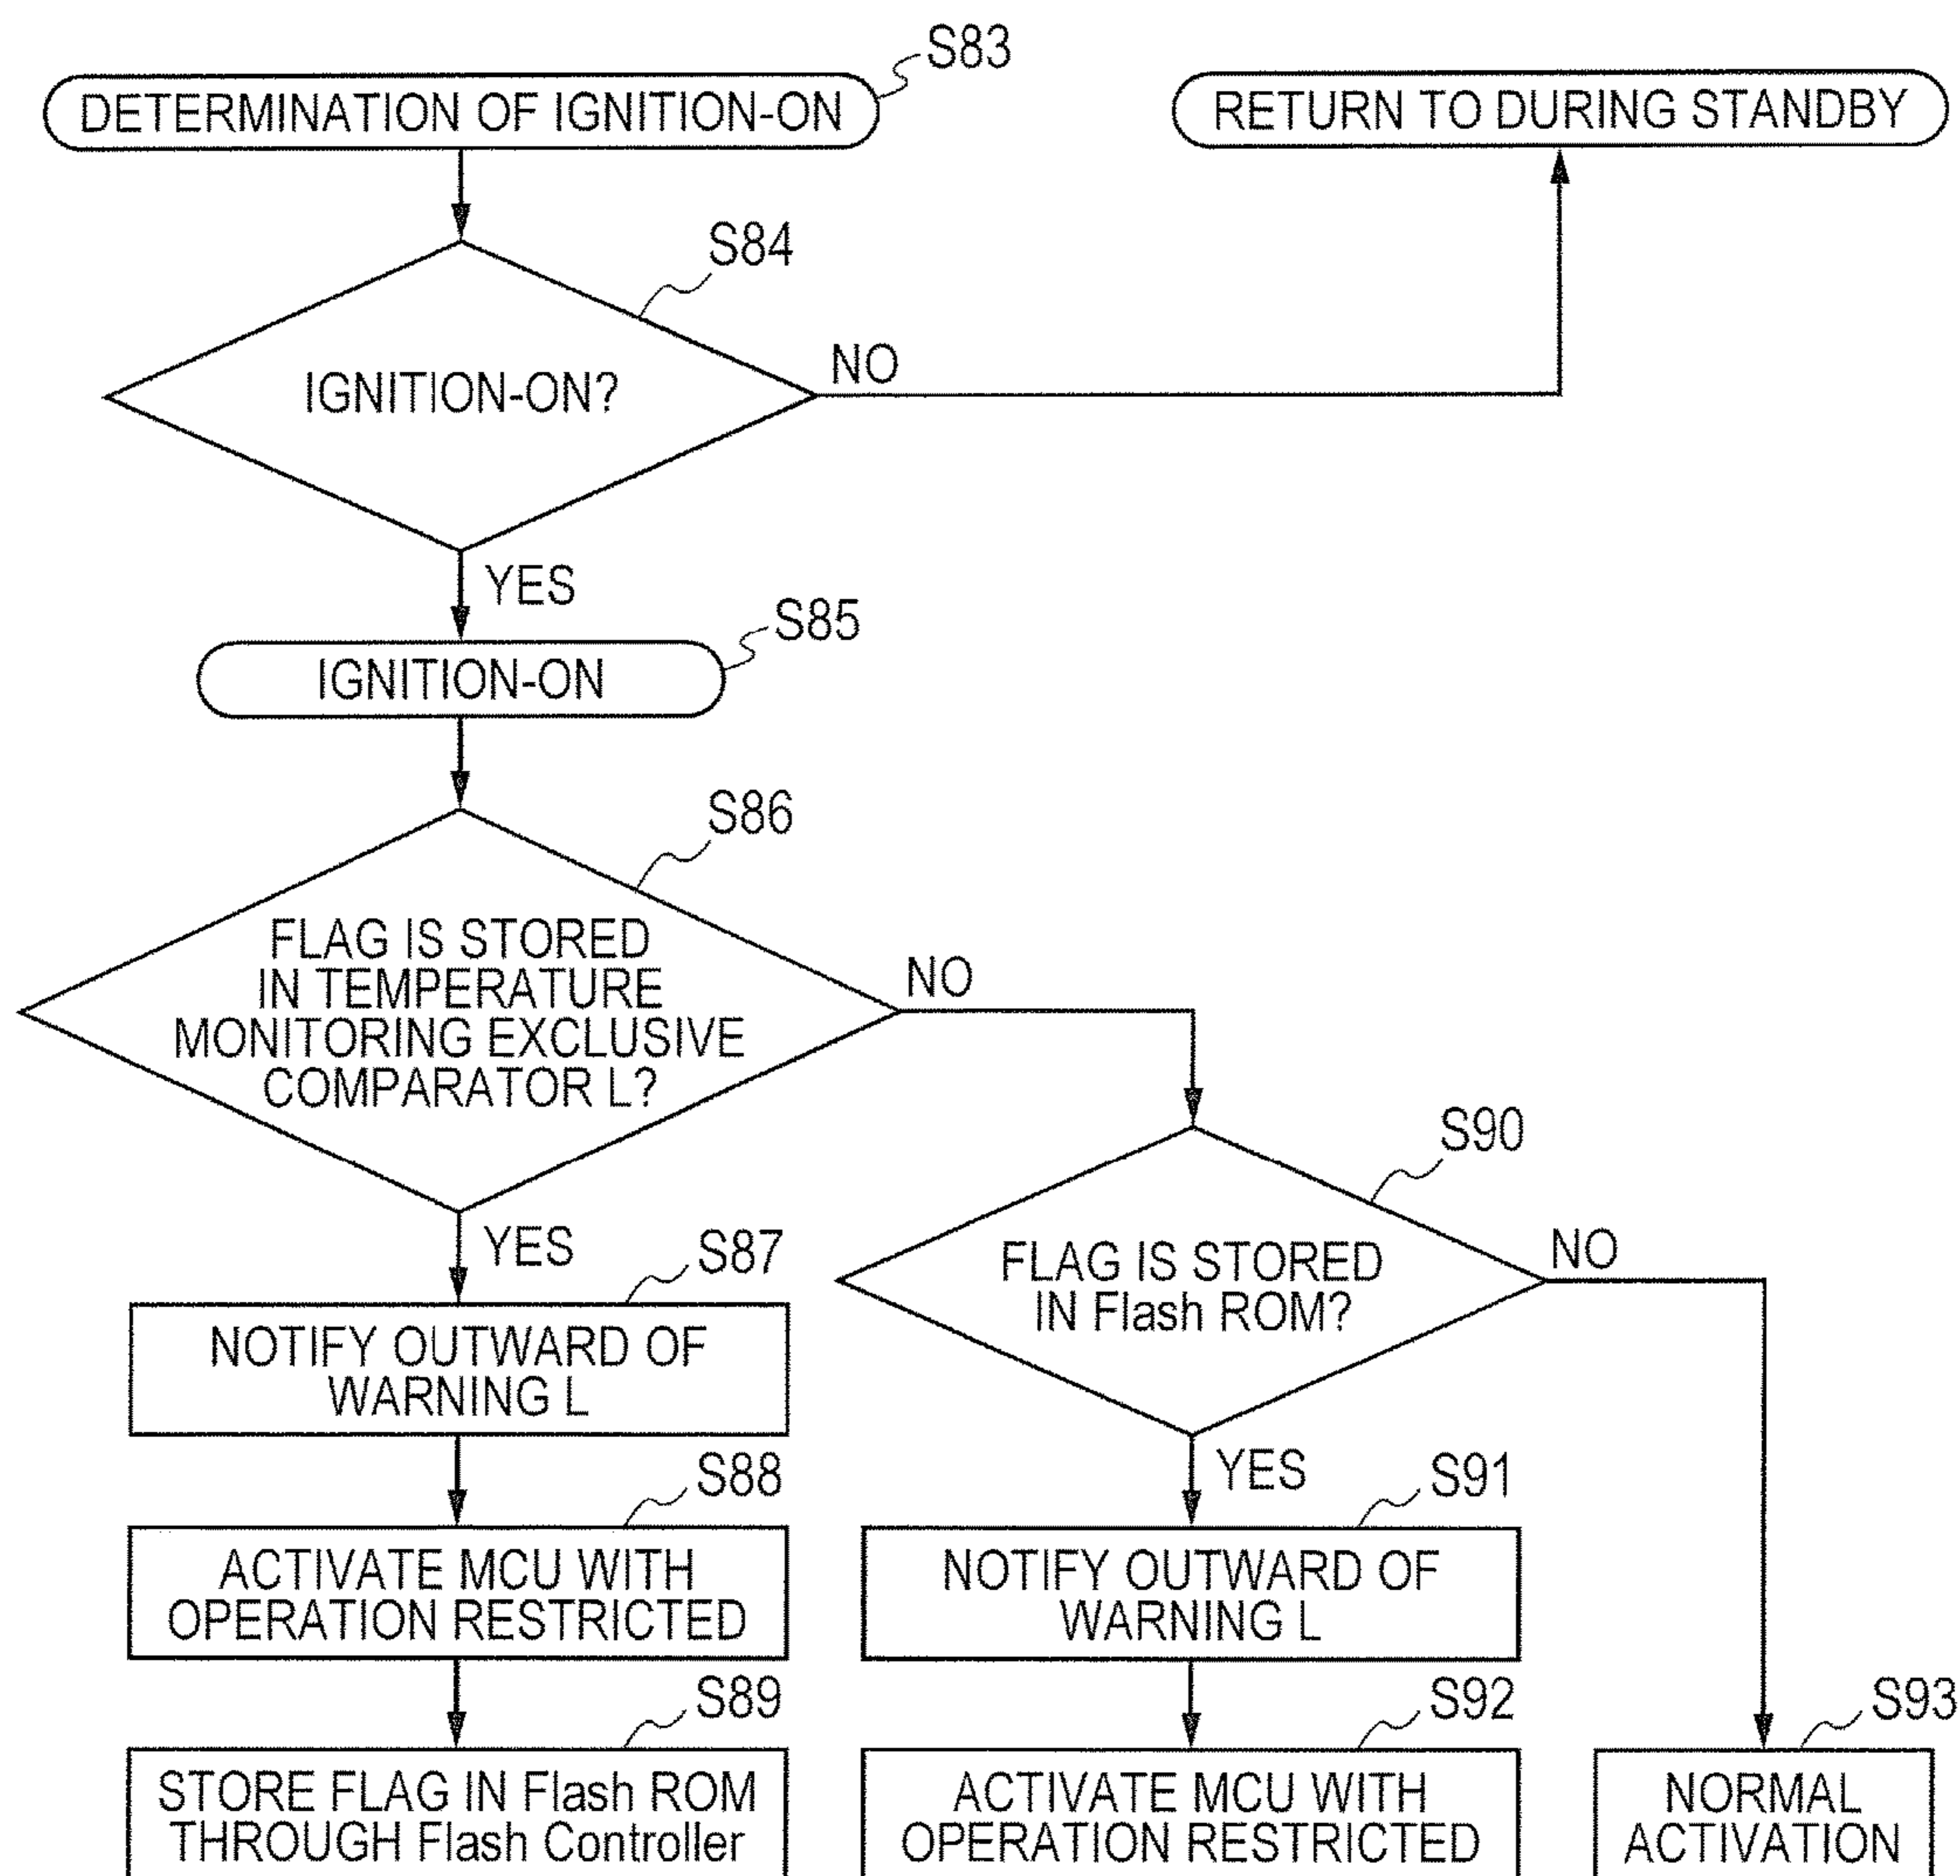 S83
DETERMINATION OF IGNITION-ON
RETURN TO DURING STANDBY
S84
IGNITION-ON?
NO
YES
S85
IGNITION-ON
S86
FLAG IS STORED
IN TEMPERATURE
MONITORING EXCLUSIVE
COMPARATOR L?
NO
YES
S90
FLAG IS STORED
IN Flash ROM?
NO
YES
S87
NOTIFY OUTWARD OF
WARNING L
S88
ACTIVATE MCU WITH
OPERATION RESTRICTED
S89
STORE FLAG IN Flash ROM
THROUGH Flash Controller
S91
NOTIFY OUTWARD OF
WARNING L
S92
ACTIVATE MCU WITH
OPERATION RESTRICTED
S93
NORMAL
ACTIVATION